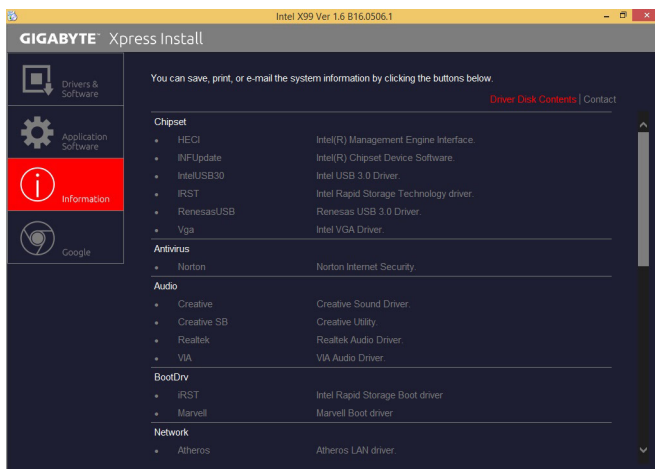 Intel X99 Ver 1.6 B16.0506.1
GIGABYTE™ Xpress Install
Drivers &
Software
Application
Software
Information
Google
You can save, print, or e-mail the system information by clicking the buttons below.
Driver Disk Contents | Contact
Chipset
• HECI Intel(R) Management Engine Interface.
• INFUpdate Intel(R) Chipset Device Software.
• IntelUSB30 Intel USB 3.0 Driver.
• IRST Intel Rapid Storage Technology driver.
• RenesasUSB Renesas USB 3.0 Driver.
• Vga Intel VGA Driver.
Antivirus
• Norton Norton Internet Security.
Audio
• Creative Creative Sound Driver.
• Creative SB Creative Utility.
• Realtek Realtek Audio Driver.
• VIA VIA Audio Driver.
BootDrv
• iRST Intel Rapid Storage Boot driver
• Marvell Marvell Boot driver
Network
• Atheros Atheros LAN driver.